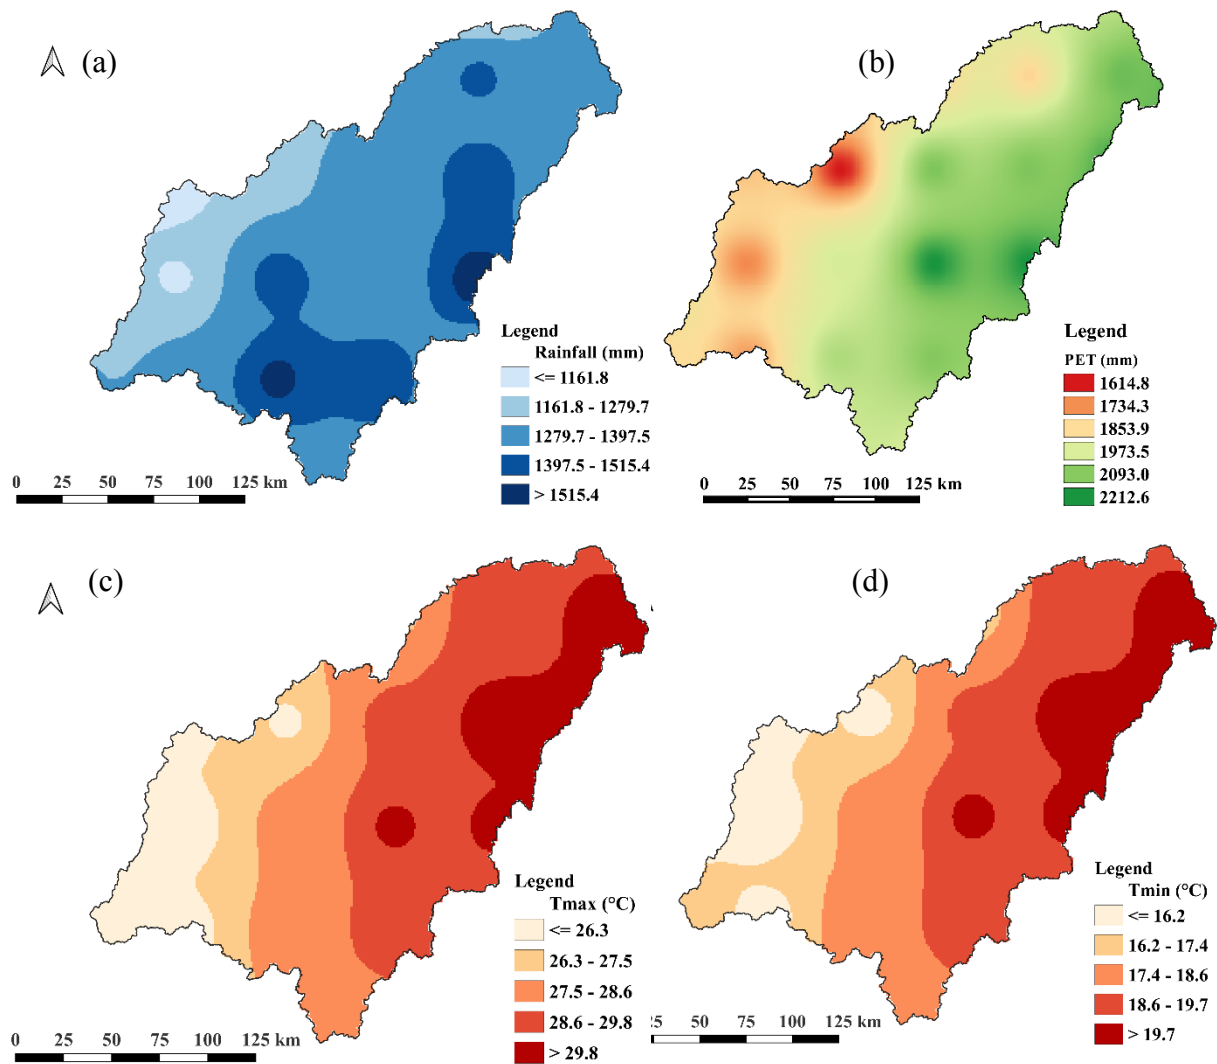 (a)
Legend
Rainfall (mm)
<= 1161.8
1161.8 - 1279.7
1279.7 - 1397.5
1397.5 - 1515.4
> 1515.4
0 25 50 75 100 125 km
(b)
Legend
PET (mm)
1614.8
1734.3
1853.9
1973.5
2093.0
2212.6
0 25 50 75 100 125 km
(c)
Legend
Tmax (°C)
<= 26.3
26.3 - 27.5
27.5 - 28.6
28.6 - 29.8
> 29.8
0 25 50 75 100 125 km
(d)
Legend
Tmin (°C)
<= 16.2
16.2 - 17.4
17.4 - 18.6
18.6 - 19.7
> 19.7
25 50 75 100 125 km